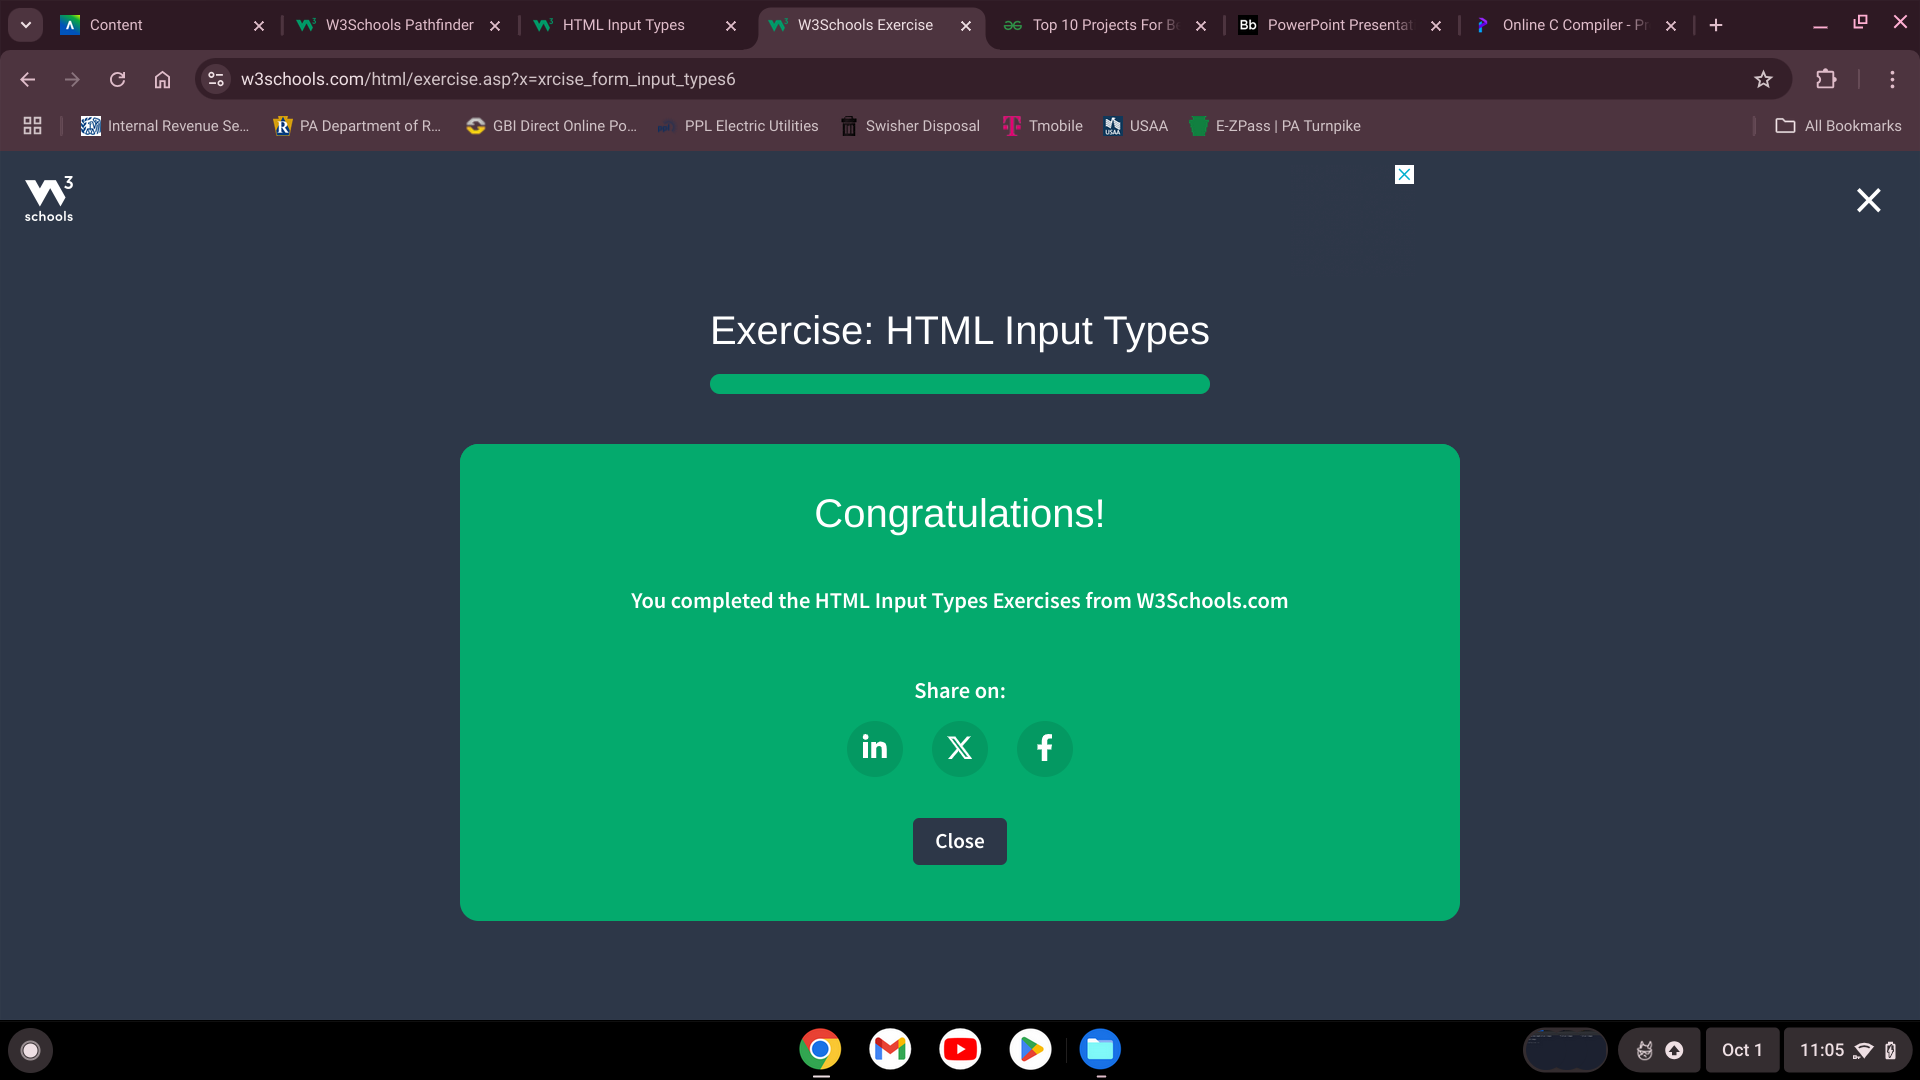 Content
W3Schools Pathfinder
HTML Input Types
W3Schools Exercise
Top 10 Projects For Be
Bb PowerPoint Presentat
Online C Compiler - Pr
w3schools.com/html/exercise.asp?x=xrcise_form_input_types6
Internal Revenue Se...
PA Department of R...
GBI Direct Online Po...
PPL Electric Utilities
Swisher Disposal
Tmobile
USAA
E-ZPass | PA Turnpike
All Bookmarks
W3
schools
Exercise: HTML Input Types
Congratulations!
You completed the HTML Input Types Exercises from W3Schools.com
Share on:
in X f
Close
Oct 1
11:05